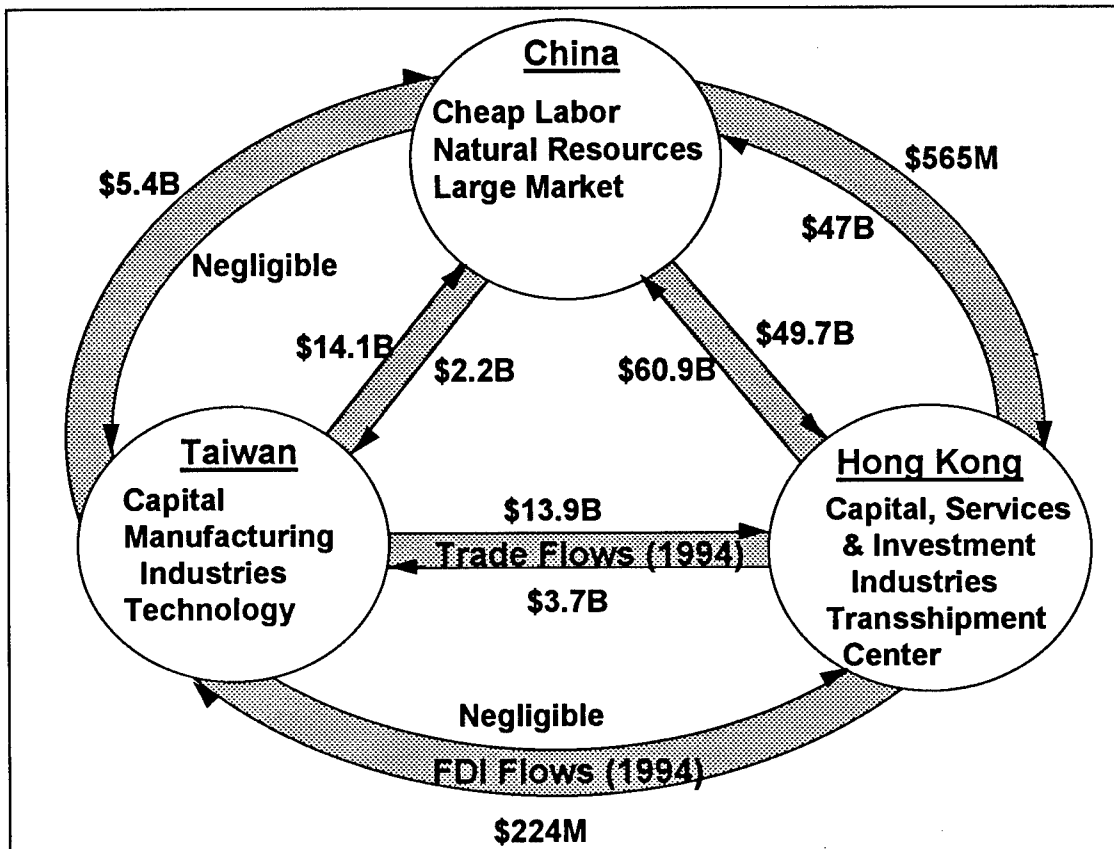 China
Cheap Labor
Natural Resources
Large Market
$5.4B
$565M
$47B
Negligible
$14.1B
$2.2B
$60.9B
$49.7B
Taiwan
Capital
Manufacturing
Industries
Technology
Hong Kong
Capital, Services
& Investment
Industries
Transshipment
Center
$13.9B
Trade Flows (1994)
$3.7B
Negligible
FDI Flows (1994)
$224M